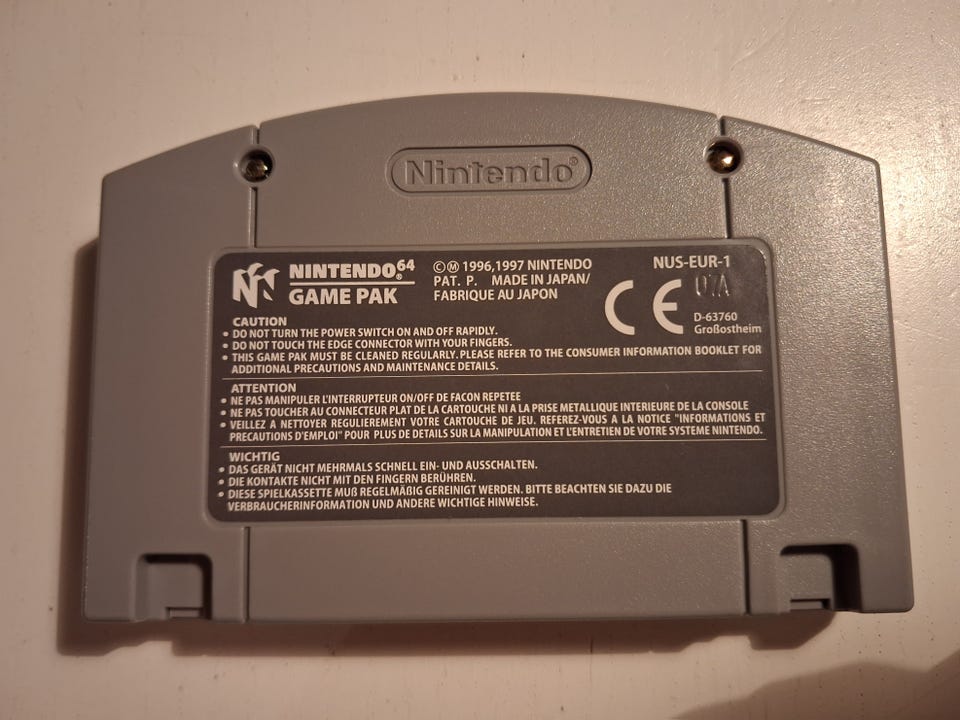 Nintendo®
NINTENDO64®
GAME PAK
©Ⓜ 1996,1997 NINTENDO
PAT. P. MADE IN JAPAN/
FABRIQUE AU JAPON
NUS-EUR-1
CE
07A
D-63760
Großostheim
CAUTION
• DO NOT TURN THE POWER SWITCH ON AND OFF RAPIDLY.
• DO NOT TOUCH THE EDGE CONNECTOR WITH YOUR FINGERS.
• THIS GAME PAK MUST BE CLEANED REGULARLY. PLEASE REFER TO THE CONSUMER INFORMATION BOOKLET FOR
ADDITIONAL PRECAUTIONS AND MAINTENANCE DETAILS.
ATTENTION
• NE PAS MANIPULER L'INTERRUPTEUR ON/OFF DE FACON REPETEE
• NE PAS TOUCHER AU CONNECTEUR PLAT DE LA CARTOUCHE NI A LA PRISE METALLIQUE INTERIEURE DE LA CONSOLE
• VEILLEZ A NETTOYER REGULIEREMENT VOTRE CARTOUCHE DE JEU. REFEREZ-VOUS A LA NOTICE "INFORMATIONS ET
PRECAUTIONS D'EMPLOI" POUR PLUS DE DETAILS SUR LA MANIPULATION ET L'ENTRETIEN DE VOTRE SYSTEME NINTENDO.
WICHTIG
• DAS GERÄT NICHT MEHRMALS SCHNELL EIN- UND AUSSCHALTEN.
• DIE KONTAKTE NICHT MIT DEN FINGERN BERÜHREN.
• DIESE SPIELKASSETTE MUß REGELMÄßIG GEREINIGT WERDEN. BITTE BEACHTEN SIE DAZU DIE
VERBRAUCHERINFORMATION UND ANDERE WICHTIGE HINWEISE.